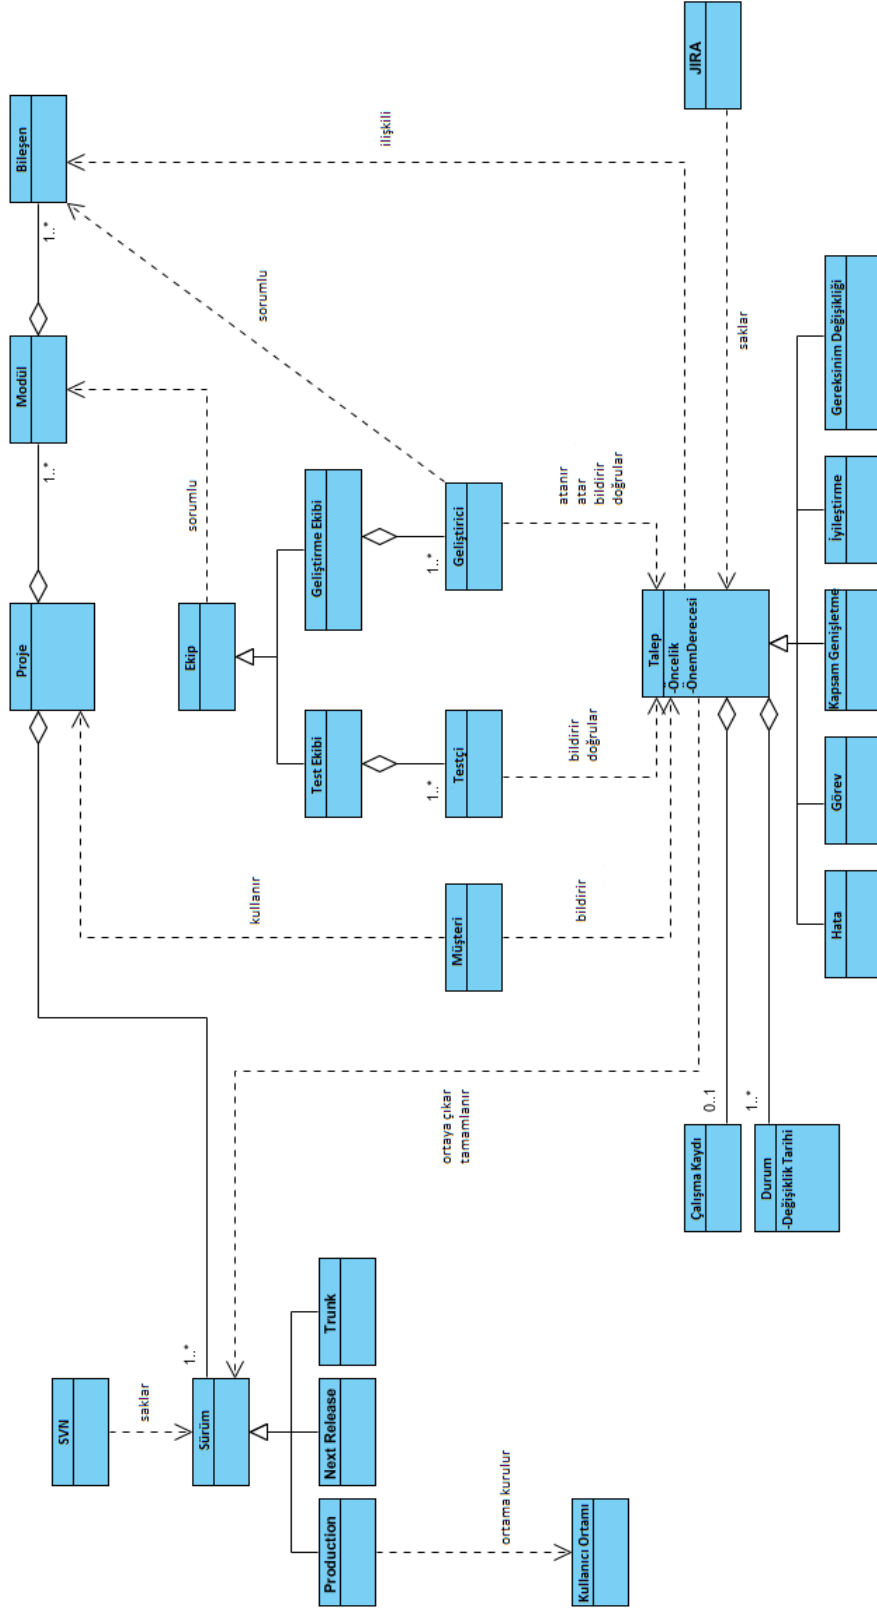 Proje
Modül
Bileşen
1..*
1..*
SVN
saklar
1..*
Sürüm
Ekip
sorumlu
kullanır
sorumlu
Production
Next Release
Trunk
Test Ekibi
Geliştirme Ekibi
ilişkili
1..*
1..*
ortaya çıkar
tamamlanır
Müşteri
Testçi
Geliştirici
ortama kurulur
Kullanıcı Ortamı
bildirir
bildirir
doğrular
atanır
atar
bildirir
doğrular
Talep
-Öncelik
-ÖnemDerecesi
JIRA
saklar
Çalışma Kaydı
0..1
Durum
-Değişiklik Tarihi
1..*
Hata
Görev
Kapsam Genişletme
İyileştirme
Gereksinim Değişikliği